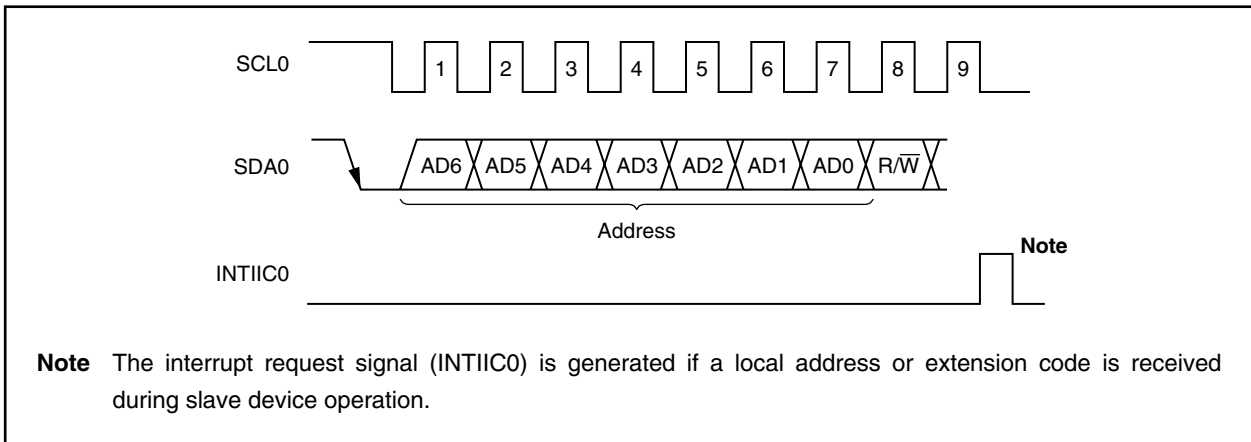 SCL0 1 2 3 4 5 6 7 8 9
SDA0 AD6 AD5 AD4 AD3 AD2 AD1 AD0 R/W̅
Address
Note
INTIIC0
Note The interrupt request signal (INTIIC0) is generated if a local address or extension code is received
during slave device operation.